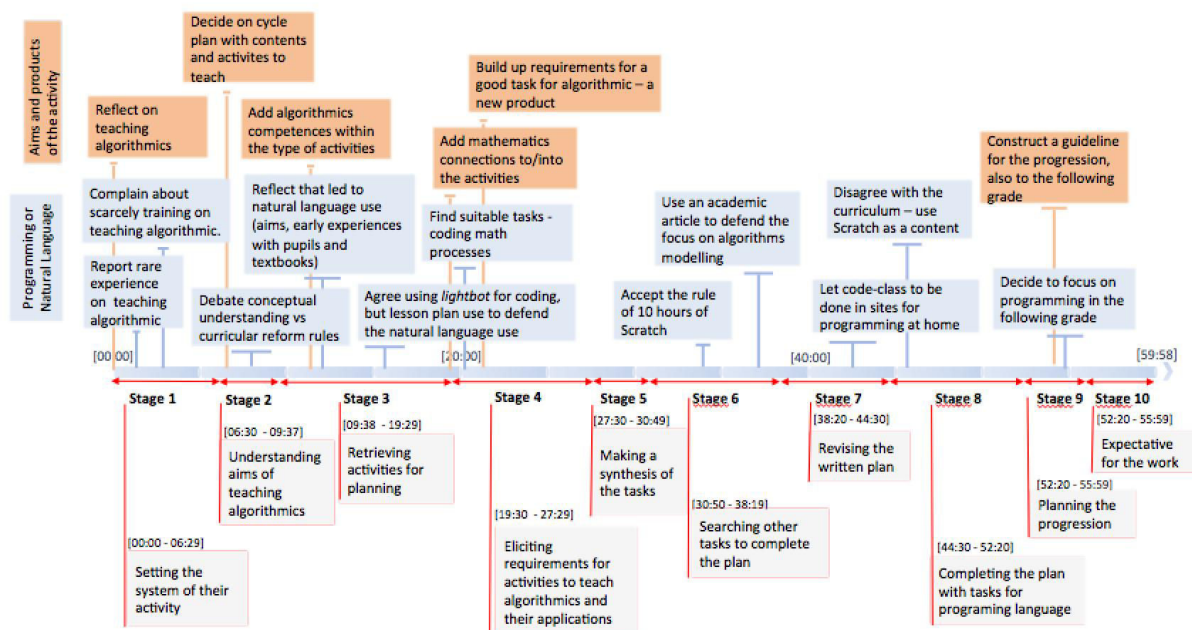 Aims and products
of the activity
Decide on cycle
plan with contents
and activites to
teach
Build up requirements for a
good task for algorithmic – a
new product
Reflect on
teaching
algorithmics
Add algorithmics
competences within
the type of activities
Add mathematics
connections to/into
the activities
Construct a guideline
for the progression,
also to the following
grade
Programming or
Natural Language
Complain about
scarcely training on
teaching algorithmic.
Reflect that led to
natural language use
(aims, early experiences
with pupils and
textbooks)
Find suitable tasks -
coding math
processes
Use an academic
article to defend the
focus on algorithms
modelling
Disagree with the
curriculum – use
Scratch as a content
Report rare
experience
on teaching
algorithmic
Debate conceptual
understanding vs
curricular reform rules
Agree using lightbot for coding,
but lesson plan use to defend
the natural language use
Accept the rule
of 10 hours of
Scratch
Let code-class to be
done in sites for
programming at home
Decide to focus on
programming in the
following grade
[00:00]
[20:00]
[40:00]
[59:58]
Stage 1
[00:00 - 06:29]
Setting the
system of their
activity
Stage 2
[06:30 - 09:37]
Understanding
aims of
teaching
algorithmics
Stage 3
[09:38 - 19:29]
Retrieving
activities for
planning
Stage 4
[19:30 - 27:29]
Eliciting
requirements for
activities to teach
algorithmics and
their applications
Stage 5
[27:30 - 30:49]
Making a
synthesis of
the tasks
Stage 6
[30:50 - 38:19]
Searching other
tasks to complete
the plan
Stage 7
[38:20 - 44:30]
Revising the
written plan
Stage 8
[44:30 - 52:20]
Completing the plan
with tasks for
programing language
Stage 9
[52:20 - 55:59]
Planning the
progression
Stage 10
[52:20 - 55:59]
Expectative
for the work